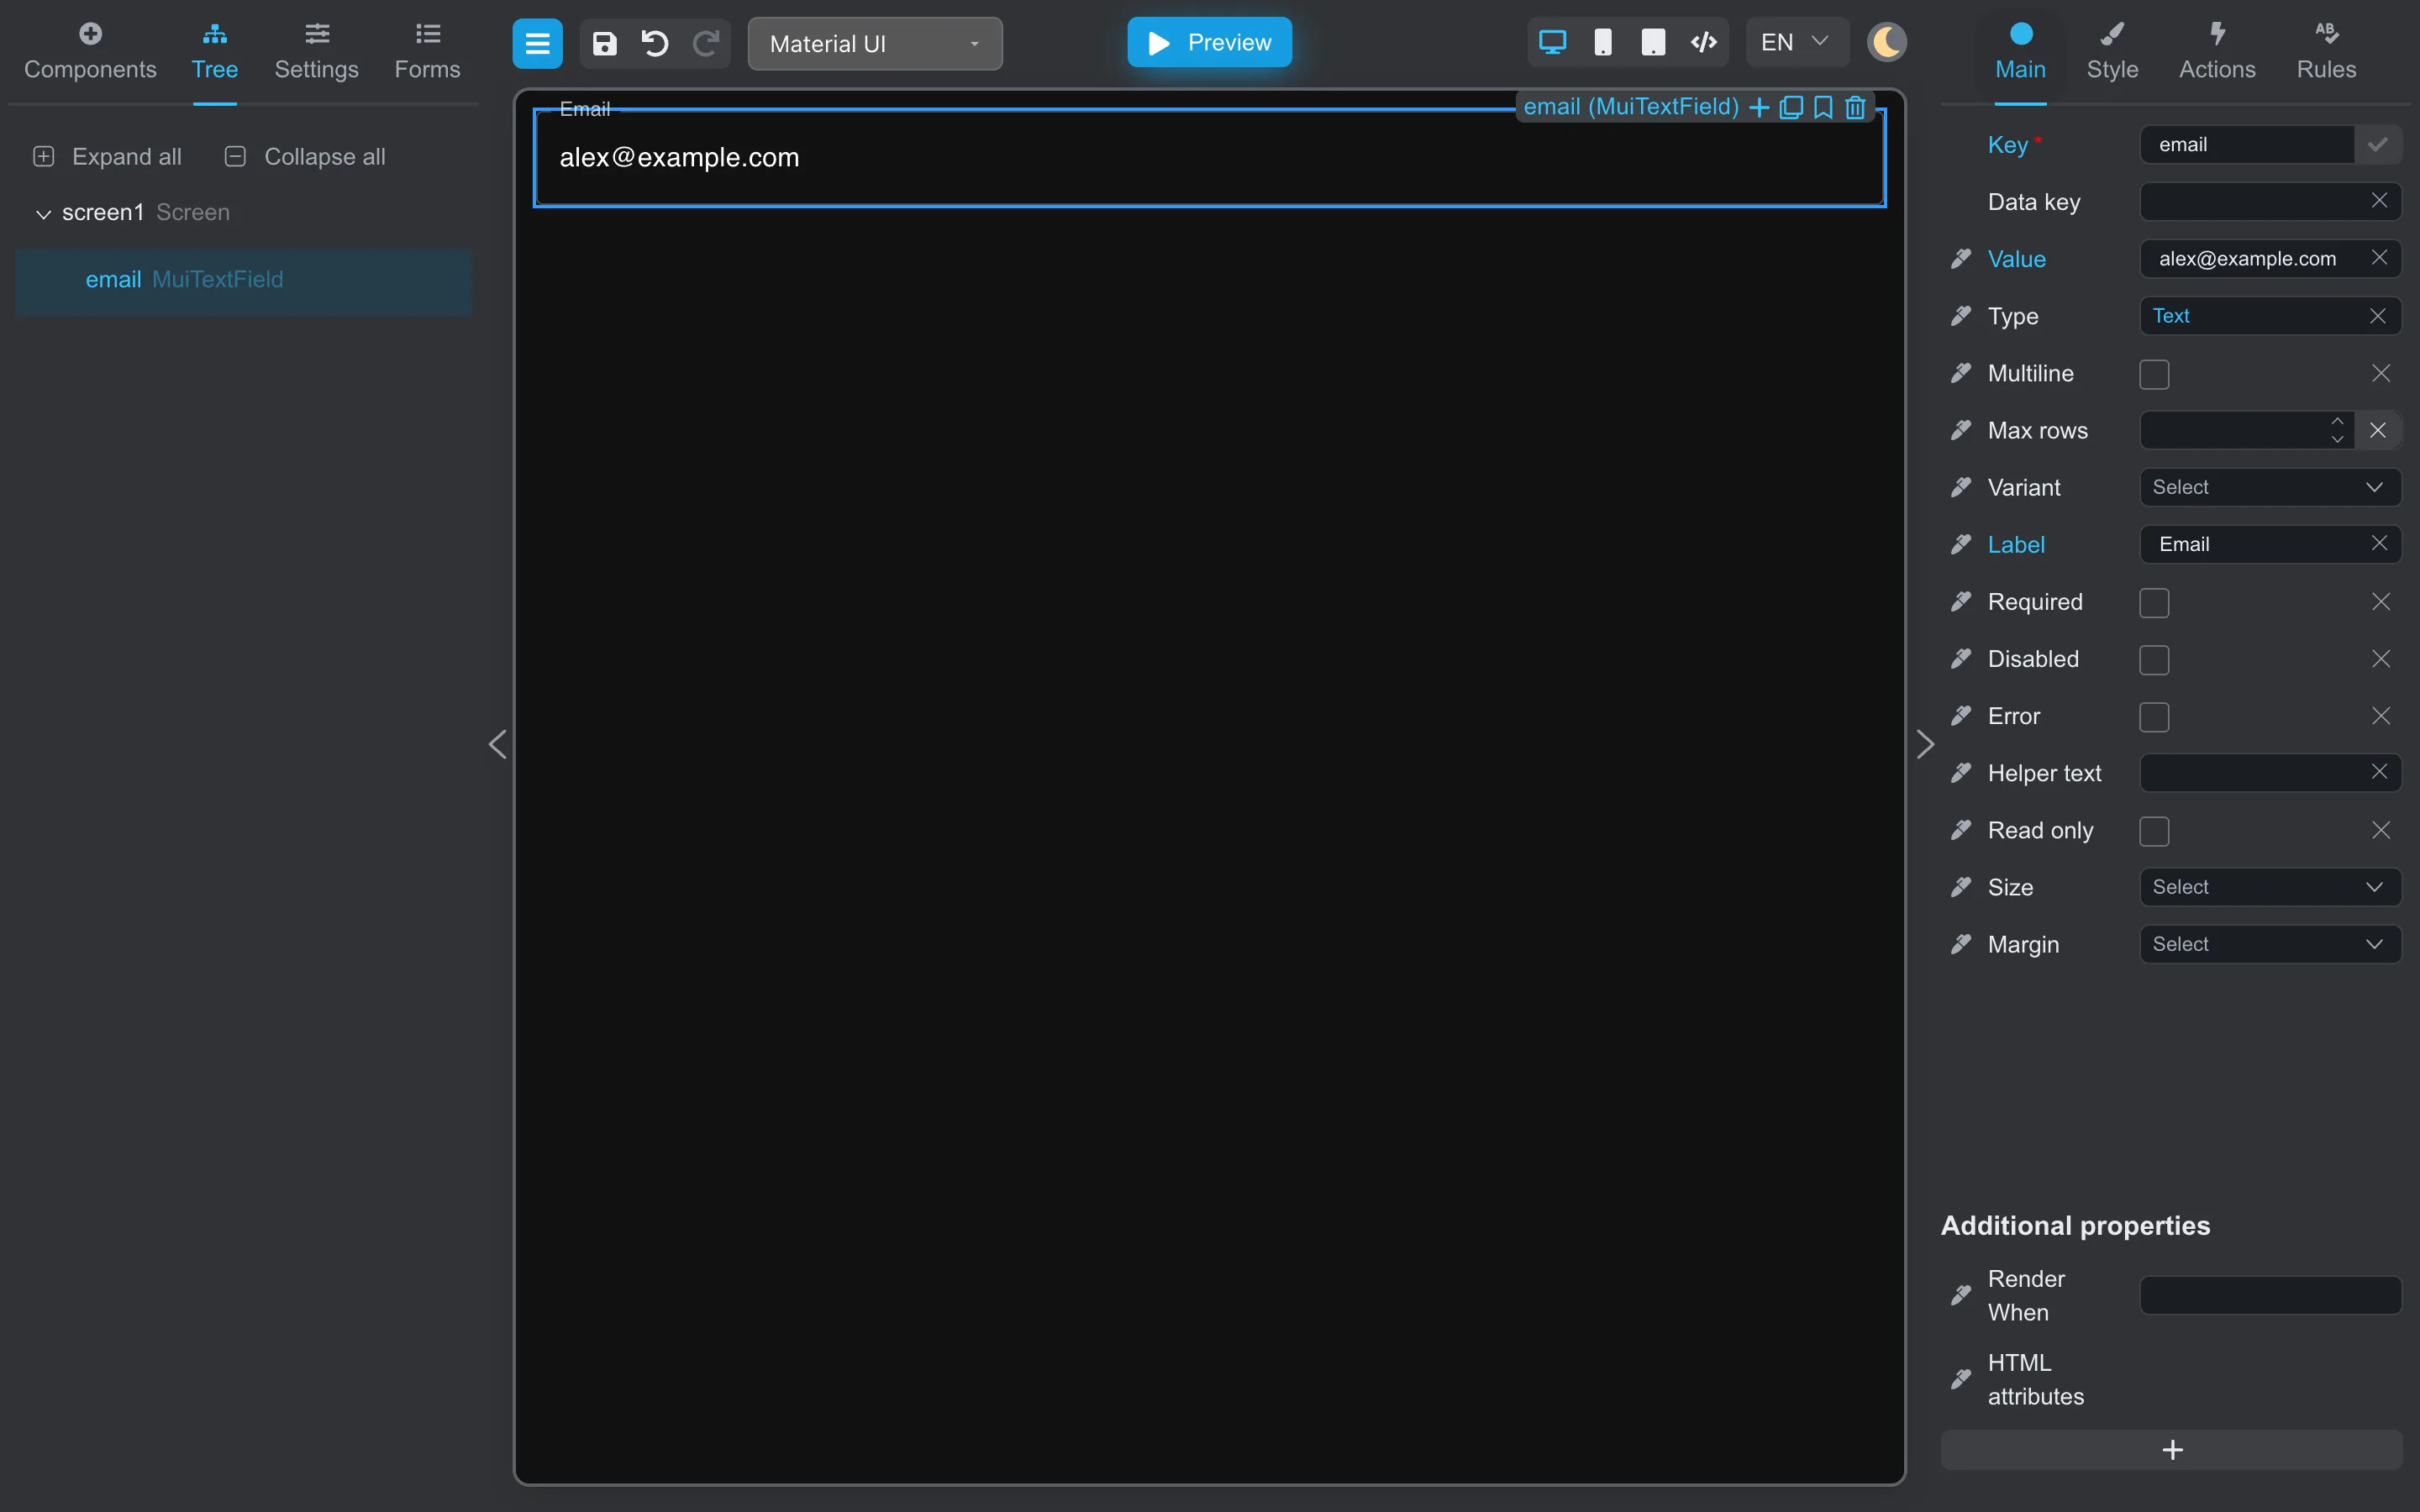 Components
Tree
Settings
Forms
Material UI
Preview
EN
Main
Style
Actions
Rules
Expand all
Collapse all
screen1 Screen
email MuiTextField
Email
email (MuiTextField)
alex@example.com
Key *
email
Data key
Value
alex@example.com
Type
Text
Multiline
Max rows
Variant
Select
Label
Email
Required
Disabled
Error
Helper text
Read only
Size
Select
Margin
Select
Additional properties
Render
When
HTML
attributes